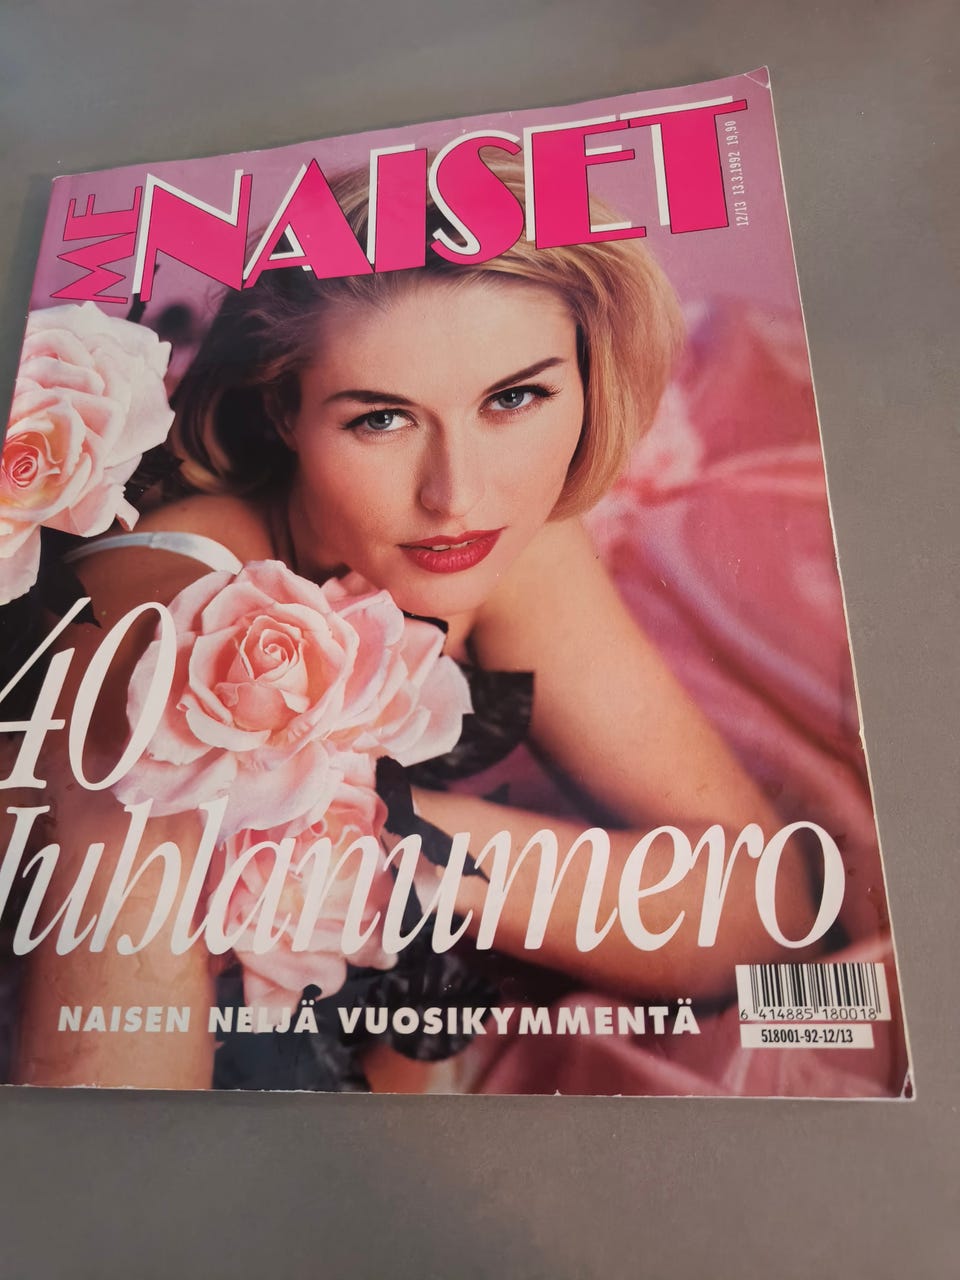 ME NAISET
12/13 13.3.1992 19,90
40
Juhlanumero
NAISEN NELJÄ VUOSIKYMMENTÄ
6 414885 180018
518001-92-12/13